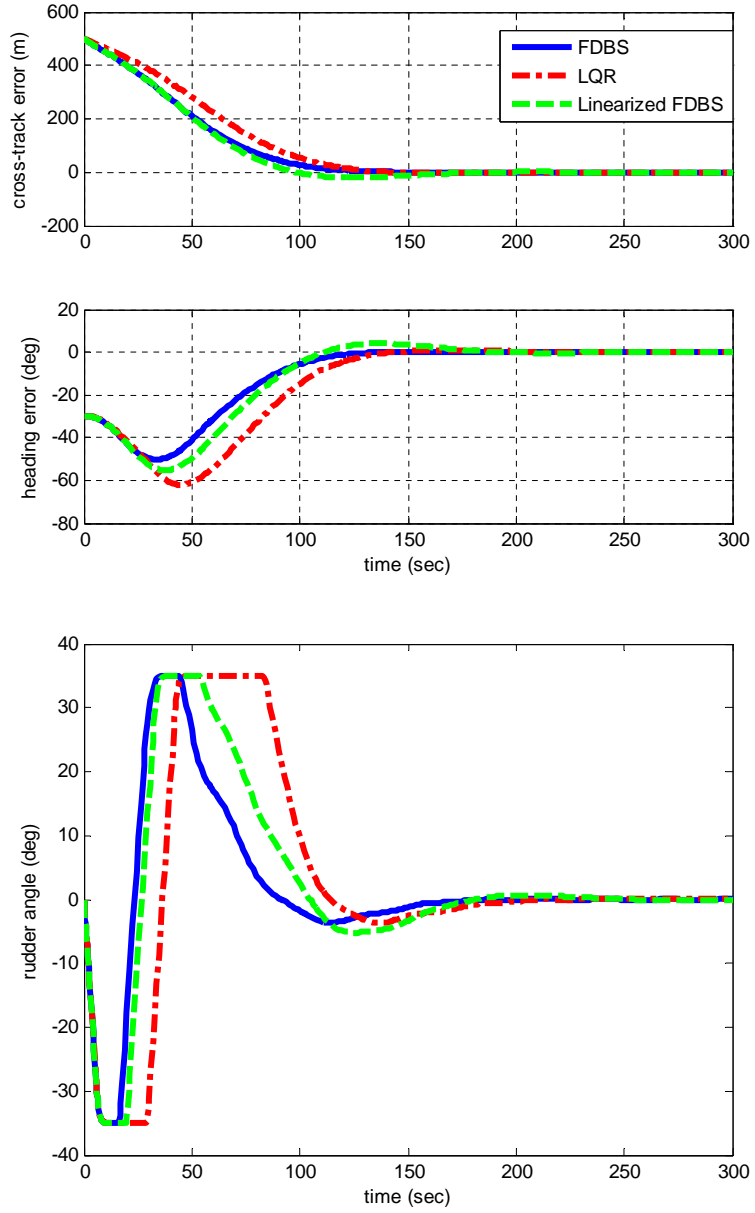 600
400
200
0
-200
cross-track error (m)
FDBS
LQR
Linearized FDBS
0 50 100 150 200 250 300
20
0
-20
-40
-60
-80
heading error (deg)
0 50 100 150 200 250 300
time (sec)
40
30
20
10
0
-10
-20
-30
-40
rudder angle (deg)
0 50 100 150 200 250 300
time (sec)